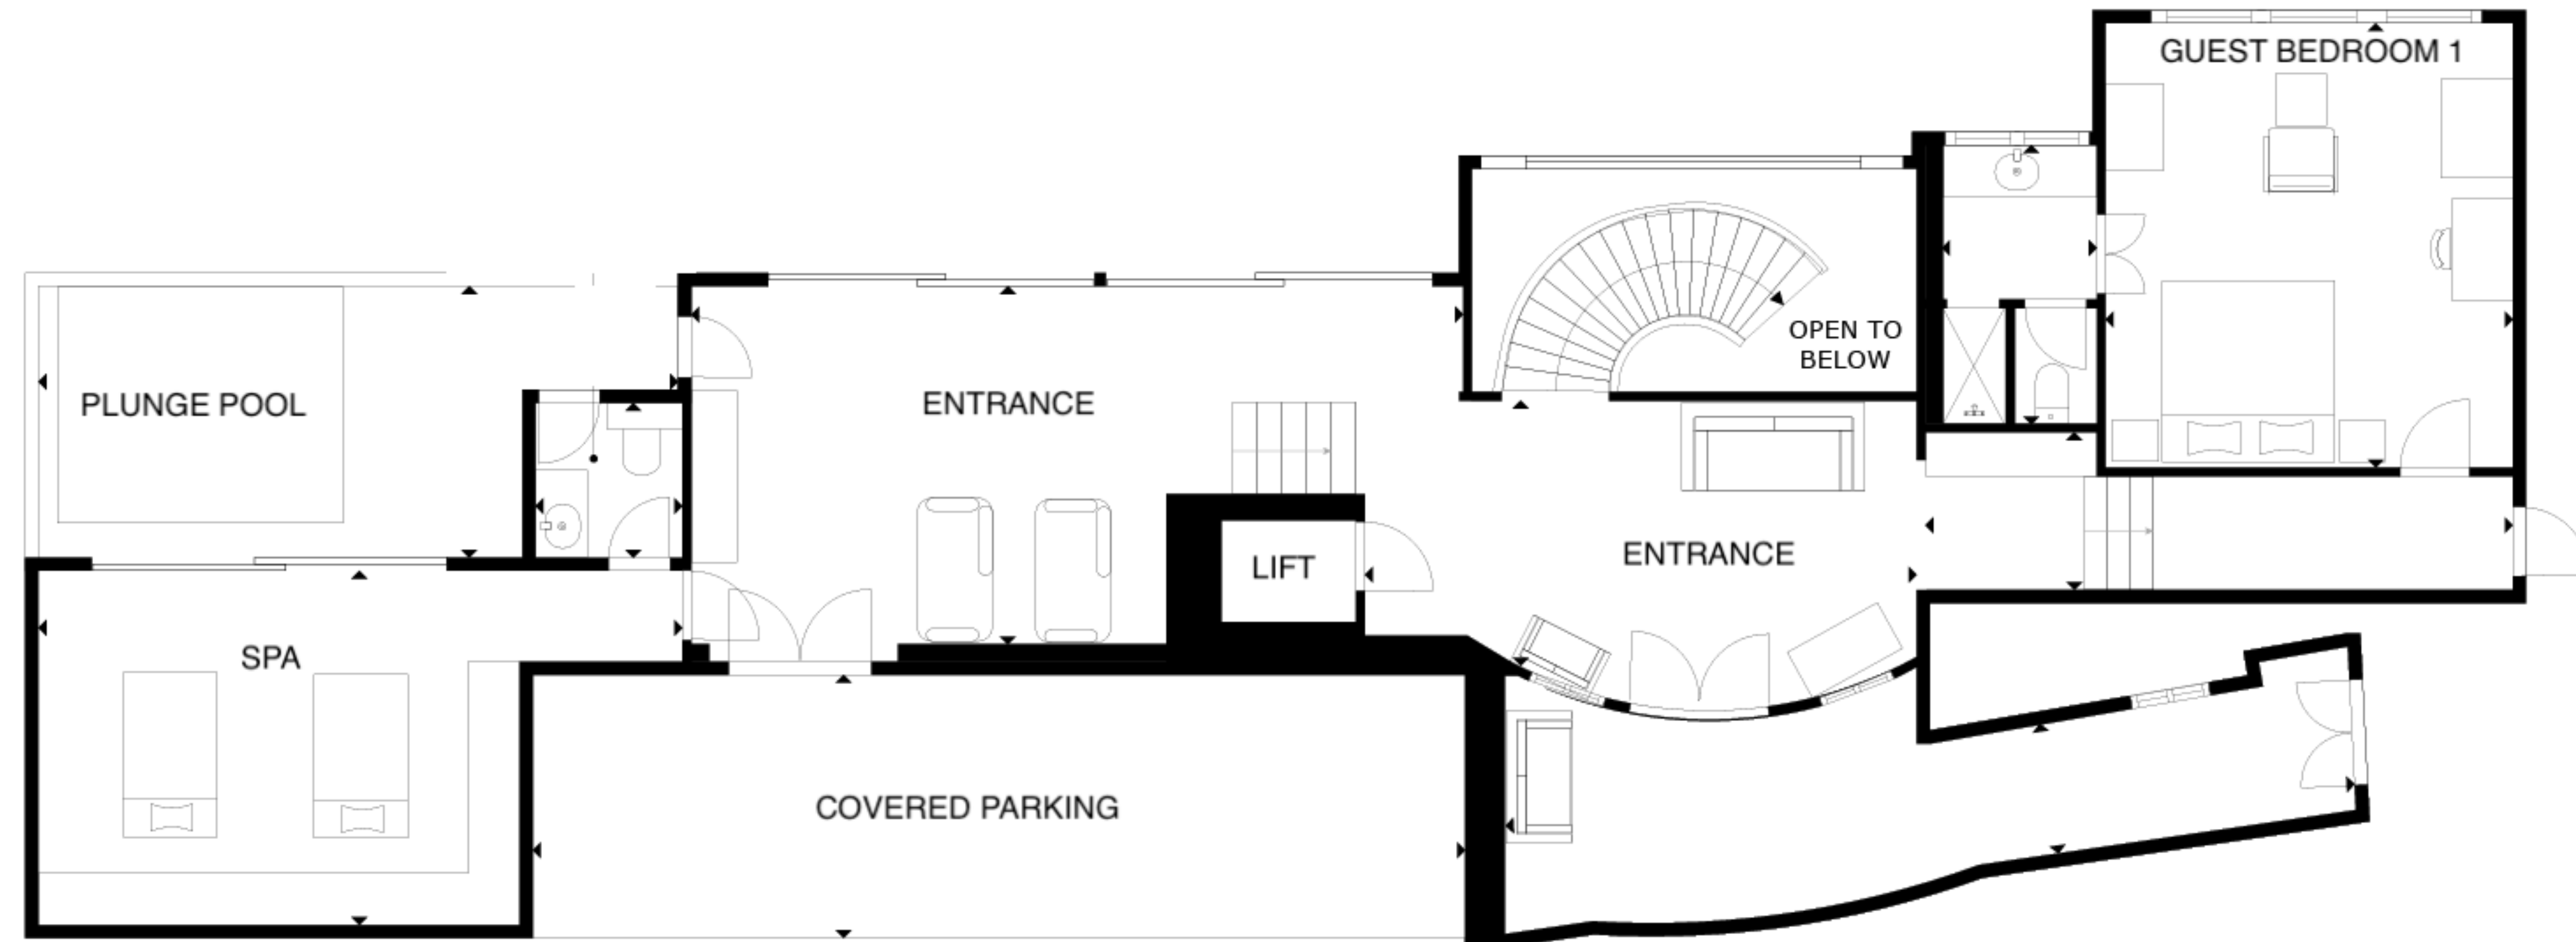 GUEST BEDROOM 1
OPEN TO
BELOW
PLUNGE POOL
ENTRANCE
ENTRANCE
LIFT
SPA
COVERED PARKING